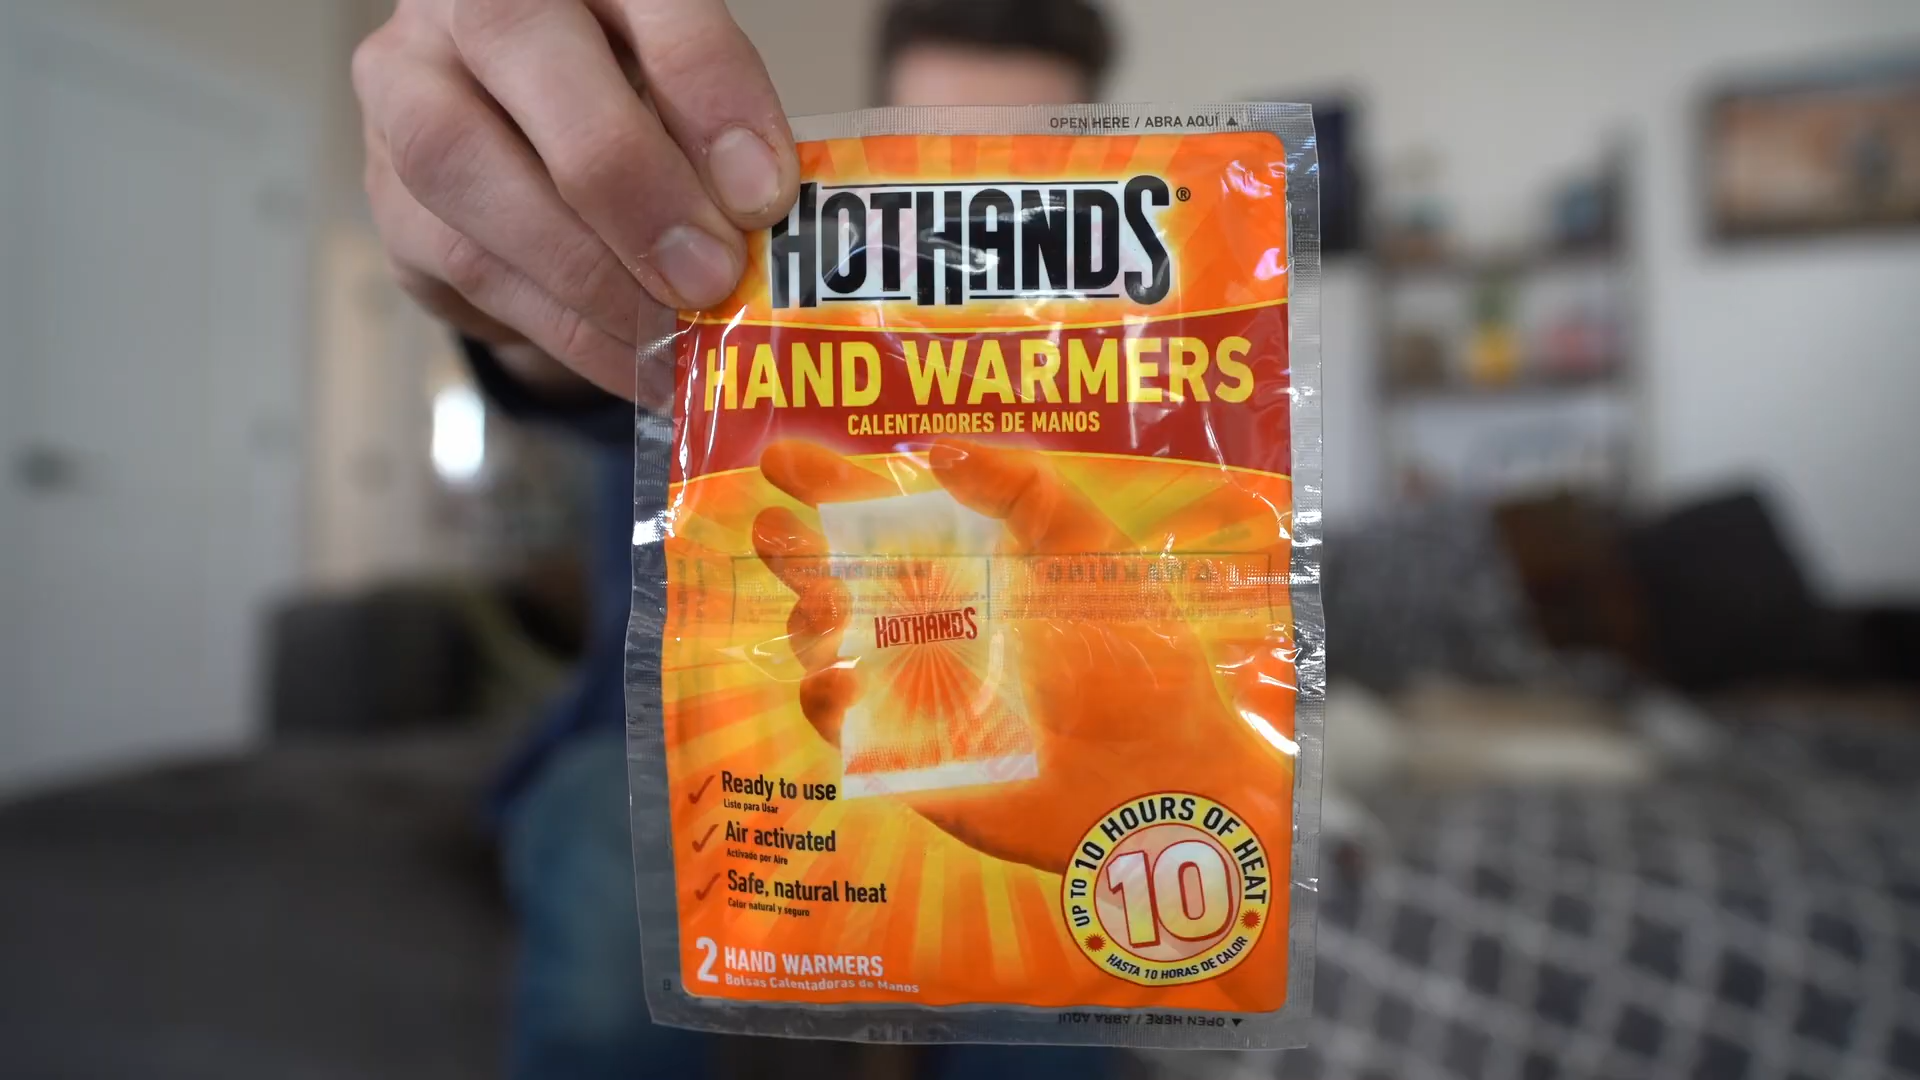 OPEN HERE / ABRA AQUÍ ▲
HOTHANDS®
HAND WARMERS
CALENTADORES DE MANOS
WARNING
HOTHANDS
Ready to use
Listo para Usar
Air activated
Activado por Aire
Safe, natural heat
Calor natural y seguro
UP TO 10 HOURS OF HEAT
10
HASTA 10 HORAS DE CALOR
2 HAND WARMERS
Bolsas Calentadoras de Manos
▲ OPEN HERE / ABRA AQUÍ